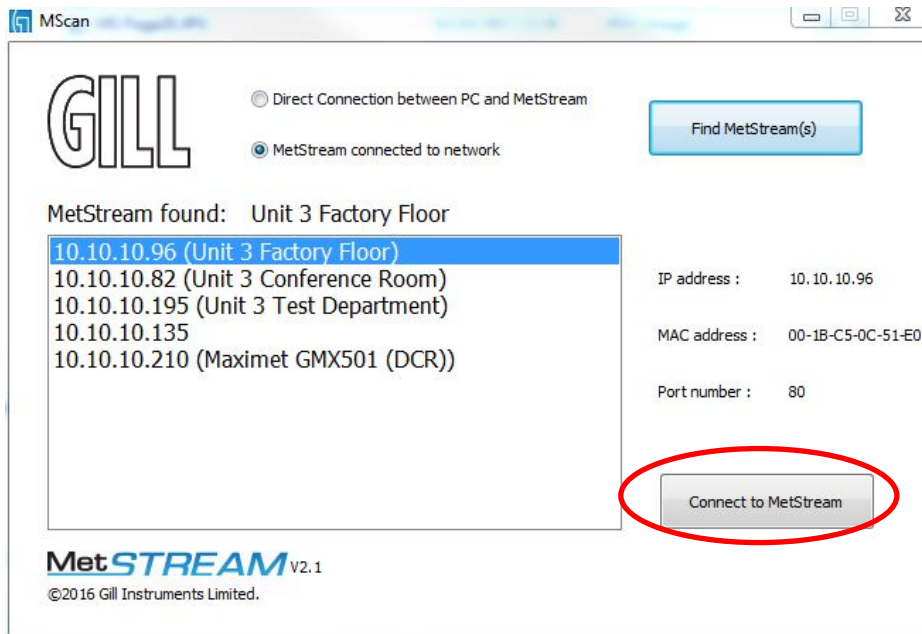 MScan
GILL
Direct Connection between PC and MetStream
MetStream connected to network
Find MetStream(s)
MetStream found: Unit 3 Factory Floor
10.10.10.96 (Unit 3 Factory Floor)
10.10.10.82 (Unit 3 Conference Room)
10.10.10.195 (Unit 3 Test Department)
10.10.10.135
10.10.10.210 (Maximet GMX501 (DCR))
IP address : 10.10.10.96
MAC address : 00-1B-C5-0C-51-E0
Port number : 80
Connect to MetStream
MetSTREAM V2.1
©2016 Gill Instruments Limited.